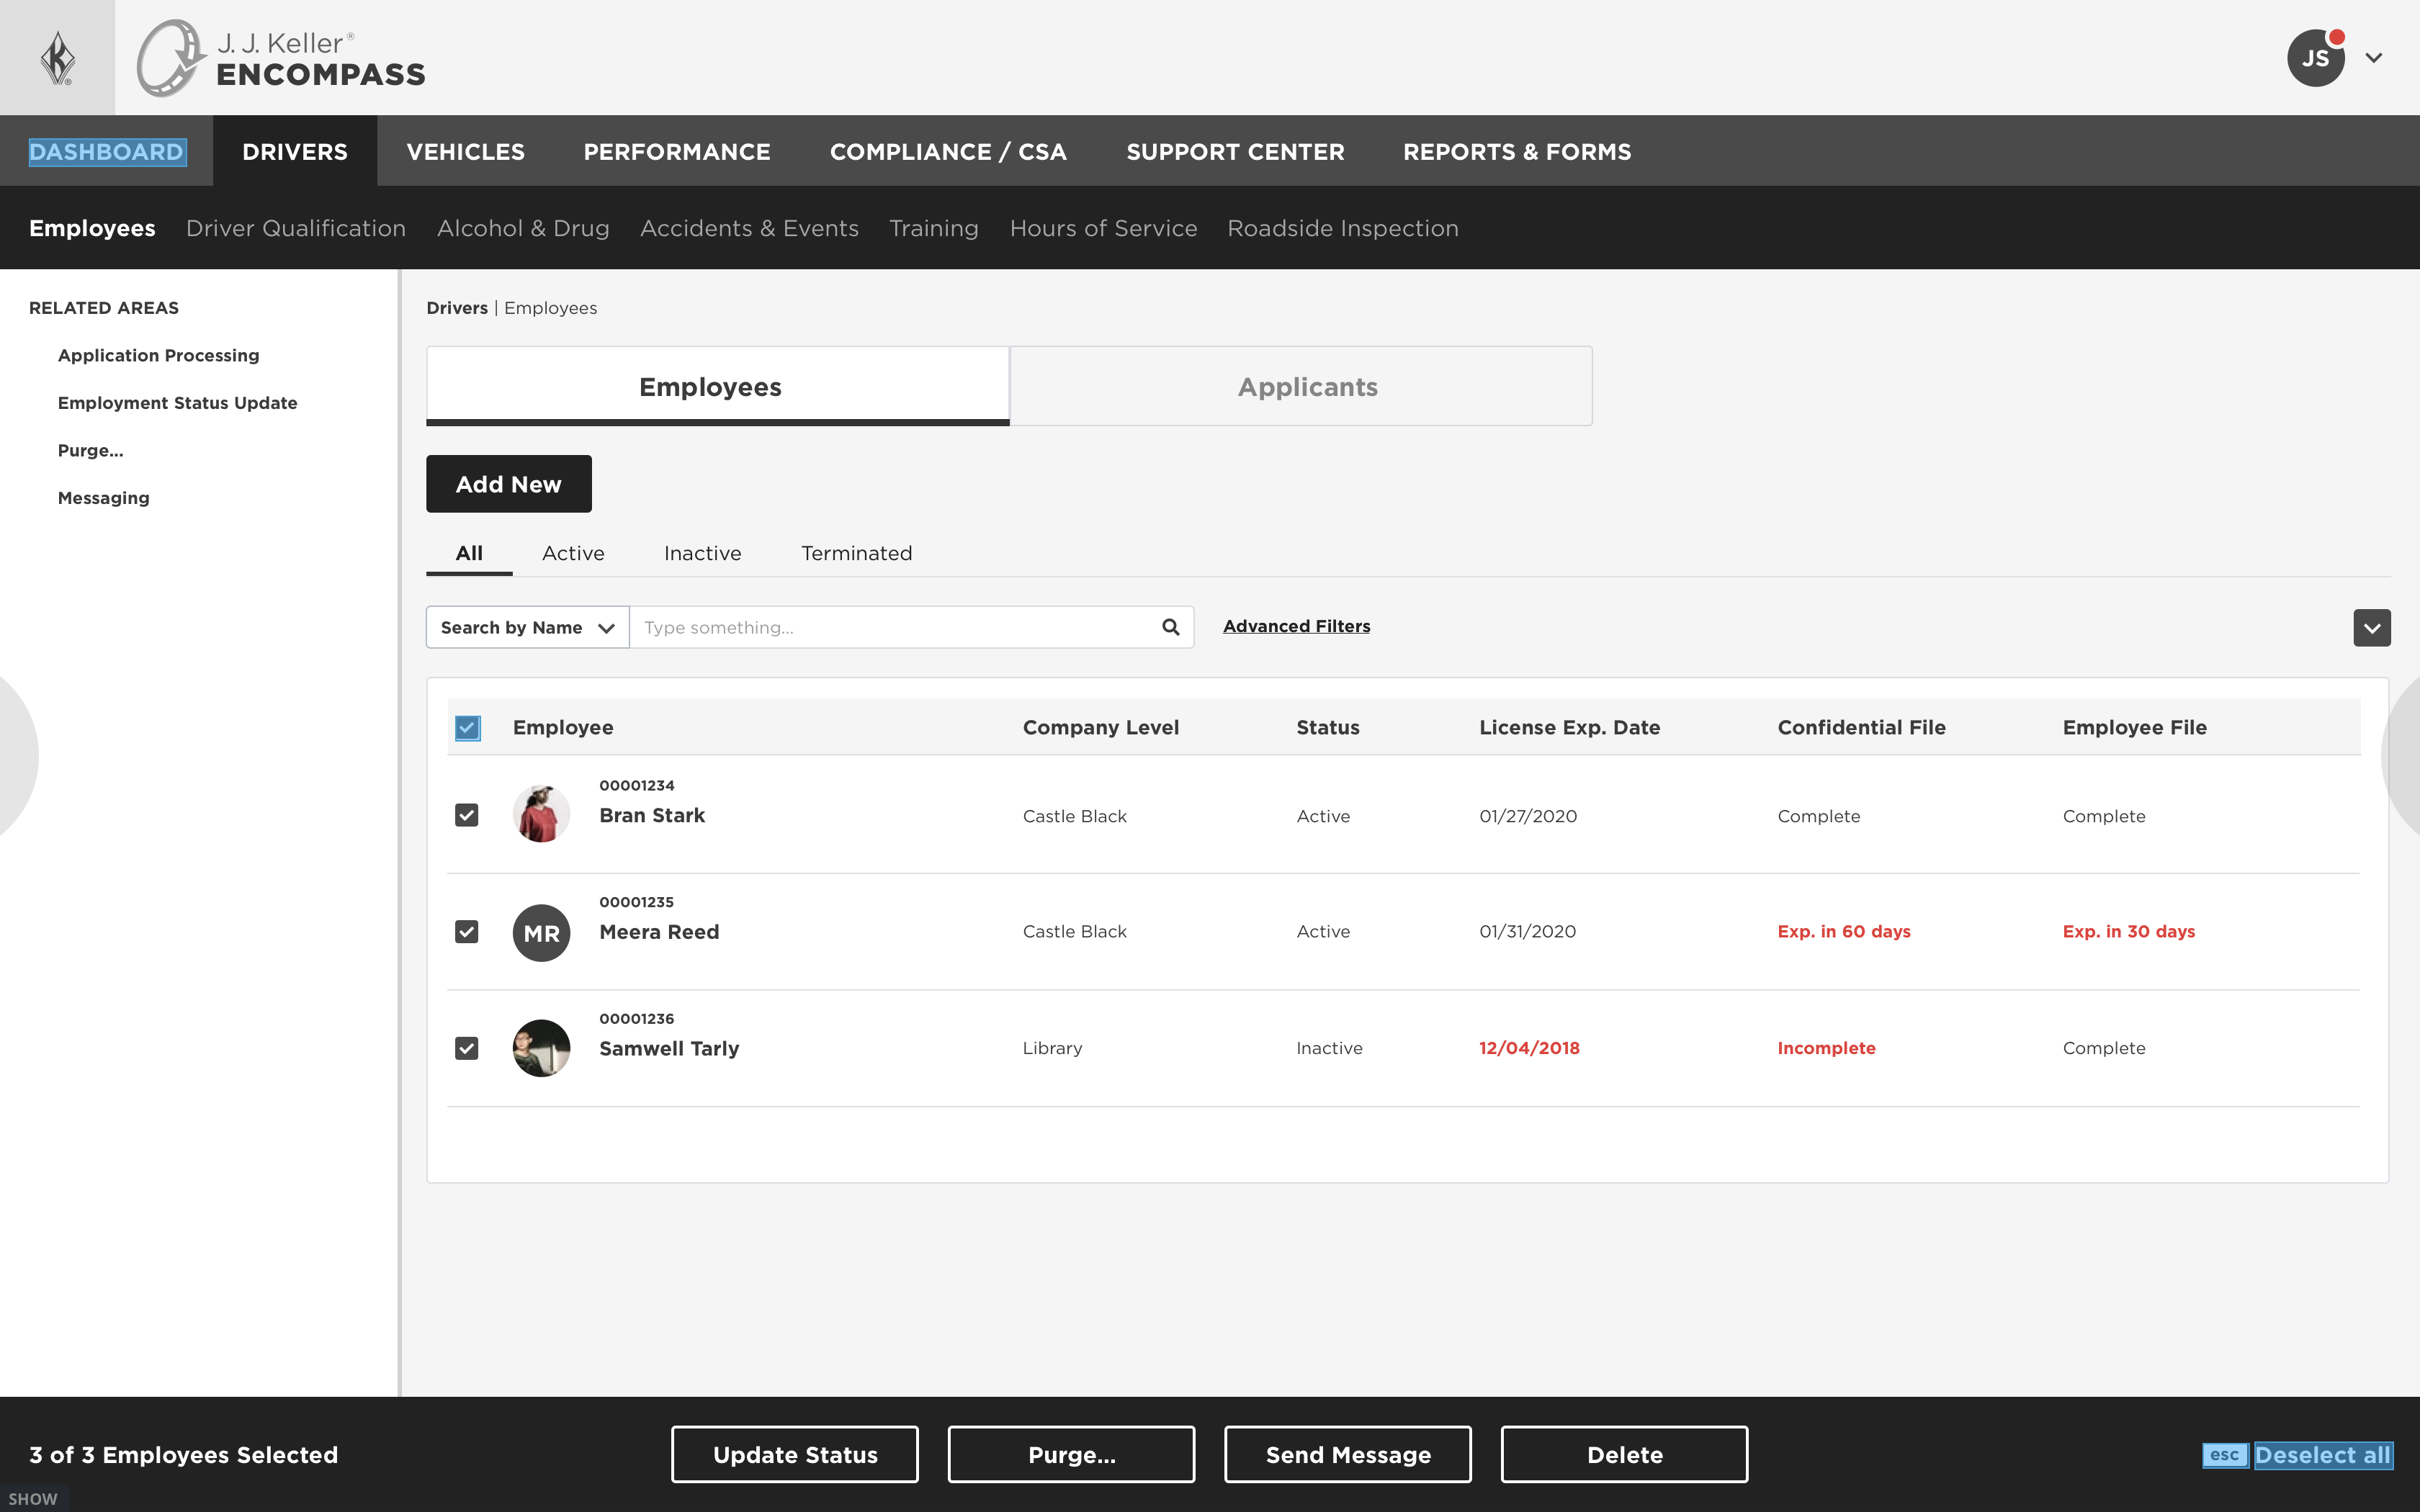 J. J. Keller®
ENCOMPASS
JS
DASHBOARD DRIVERS VEHICLES PERFORMANCE COMPLIANCE / CSA SUPPORT CENTER REPORTS & FORMS
Employees Driver Qualification Alcohol & Drug Accidents & Events Training Hours of Service Roadside Inspection
RELATED AREAS
Application Processing
Employment Status Update
Purge...
Messaging
Drivers | Employees
Employees Applicants
Add New
All Active Inactive Terminated
Search by Name Type something... Advanced Filters
Employee Company Level Status License Exp. Date Confidential File Employee File
00001234
Bran Stark Castle Black Active 01/27/2020 Complete Complete
00001235
MR Meera Reed Castle Black Active 01/31/2020 Exp. in 60 days Exp. in 30 days
00001236
Samwell Tarly Library Inactive 12/04/2018 Incomplete Complete
3 of 3 Employees Selected Update Status Purge... Send Message Delete esc Deselect all
SHOW